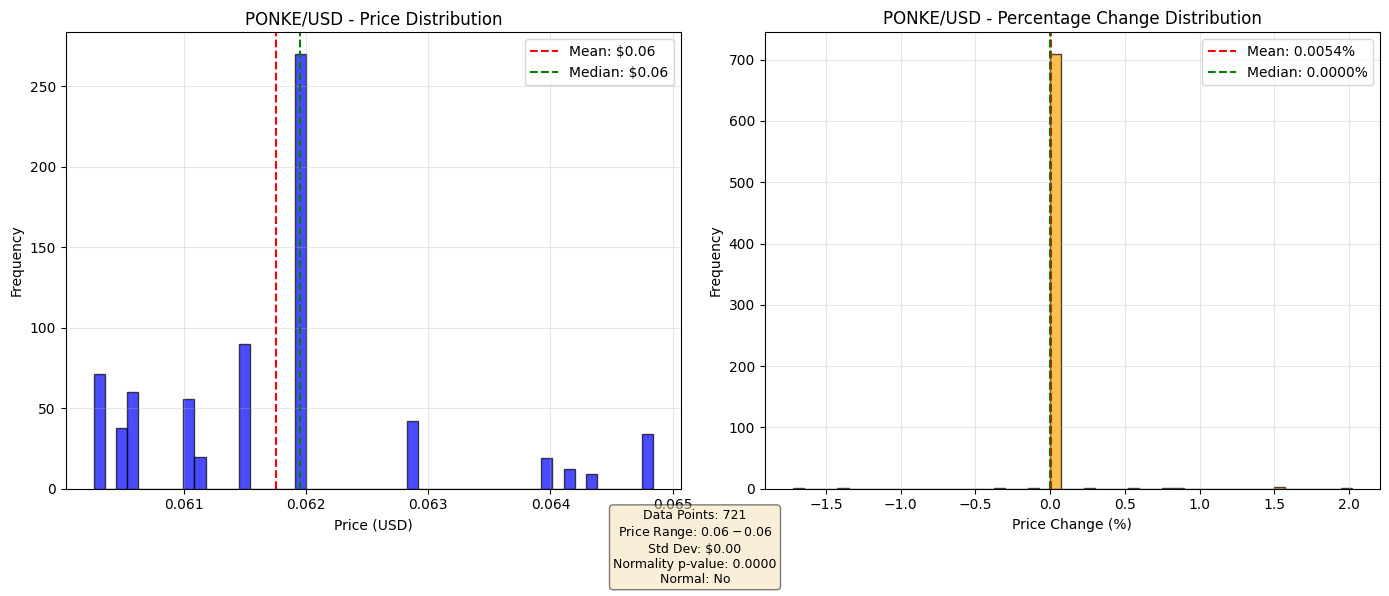 PONKE/USD - Price Distribution
Mean: $0.06
Median: $0.06
250
200
150
100
50
0
Frequency
0.061
0.062
0.063
0.064
0.065
Price (USD)
PONKE/USD - Percentage Change Distribution
Mean: 0.0054%
Median: 0.0000%
700
600
500
400
300
200
100
0
Frequency
−1.5
−1.0
−0.5
0.0
0.5
1.0
1.5
2.0
Price Change (%)
Data Points: 721
Price Range: 0.06 − 0.06
Std Dev: $0.00
Normality p-value: 0.0000
Normal: No